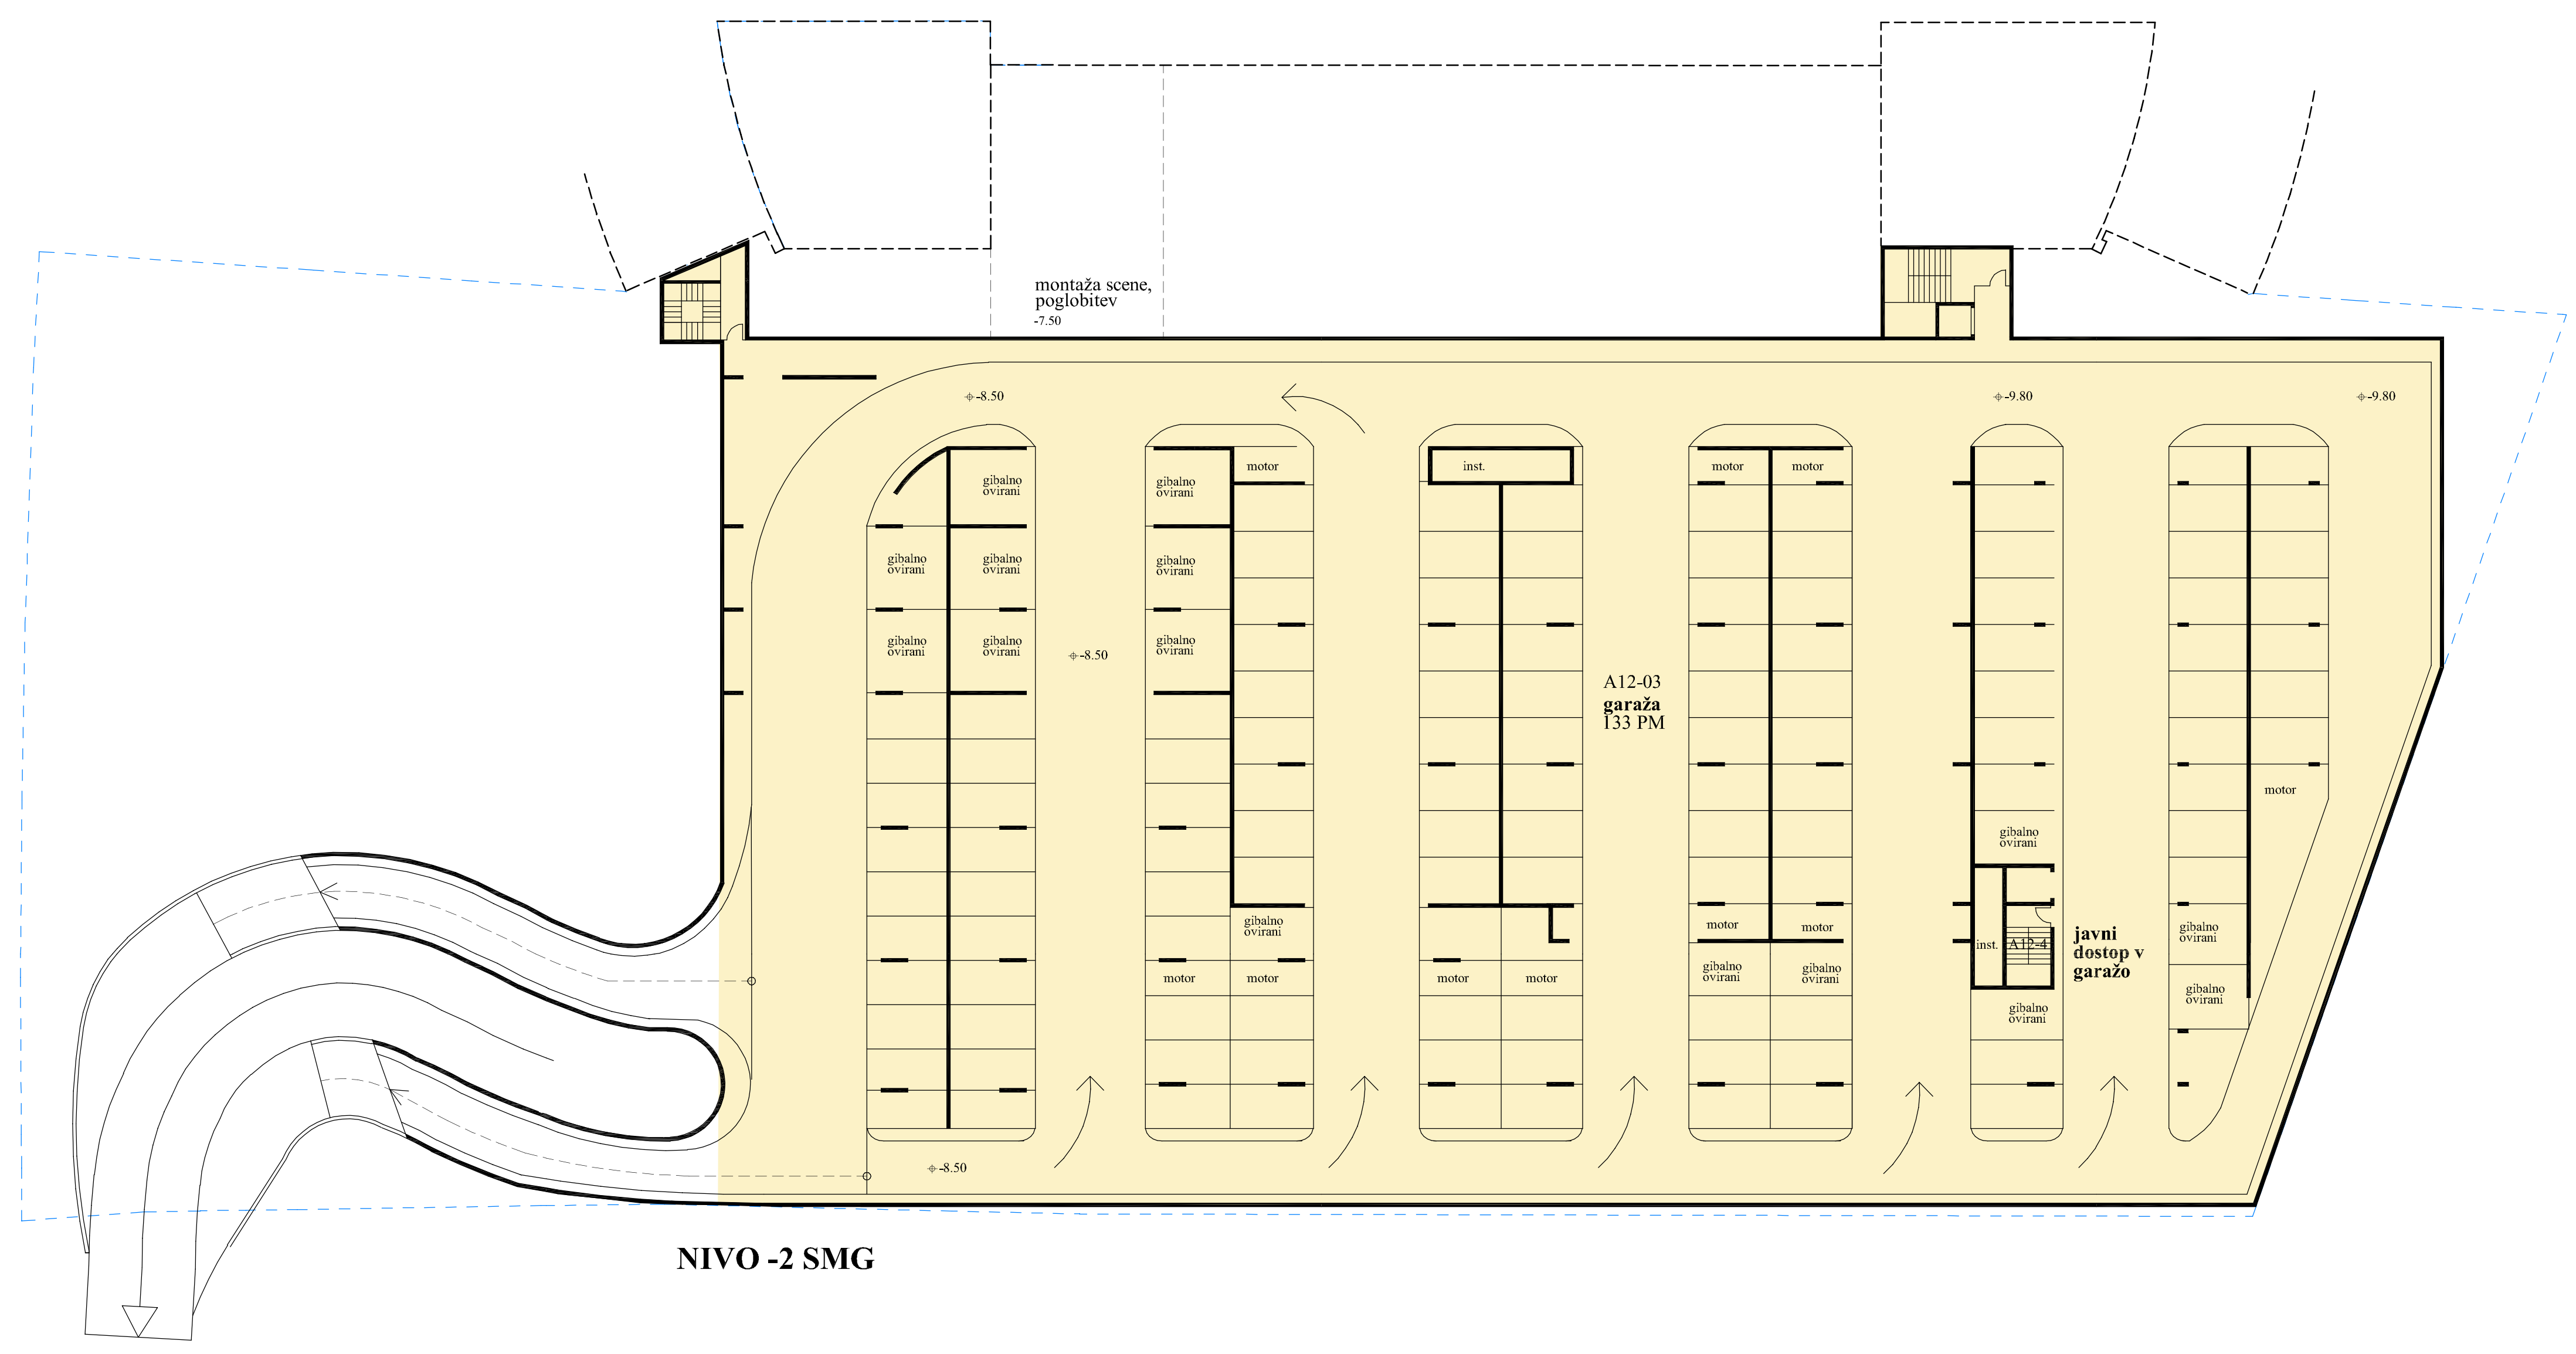 montaža scene,
poglobitev
-7.50
-8.50
-9.80
-9.80
gibalno
ovirani
gibalno
ovirani
motor
inst.
motor
motor
gibalno
ovirani
gibalno
ovirani
gibalno
ovirani
gibalno
ovirani
gibalno
ovirani
gibalno
ovirani
-8.50
A12-03
garaža
133 PM
motor
gibalno
ovirani
gibalno
ovirani
motor
motor
inst.
A12-4
javni
dostop v
garažo
gibalno
ovirani
motor
motor
motor
motor
gibalno
ovirani
gibalno
ovirani
gibalno
ovirani
gibalno
ovirani
-8.50
NIVO -2 SMG